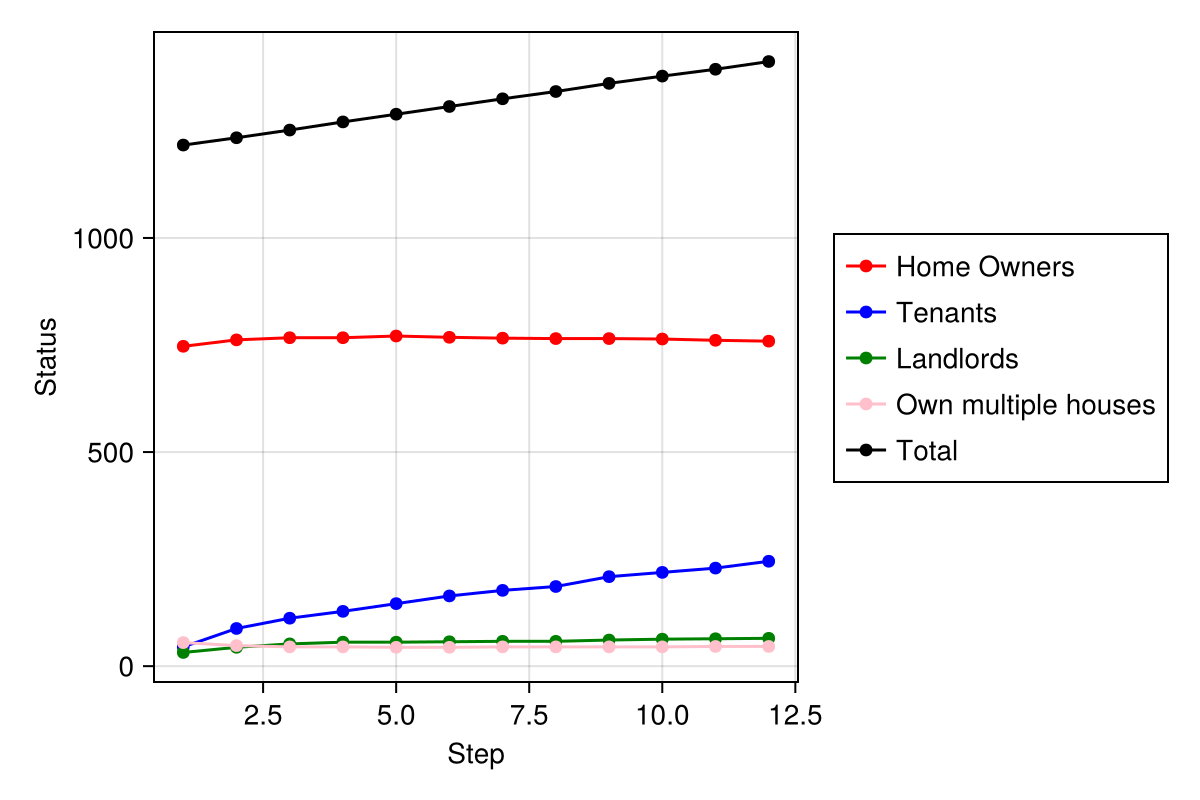 1000
500
0
Status
2.5 5.0 7.5 10.0 12.5
Step
Home Owners
Tenants
Landlords
Own multiple houses
Total